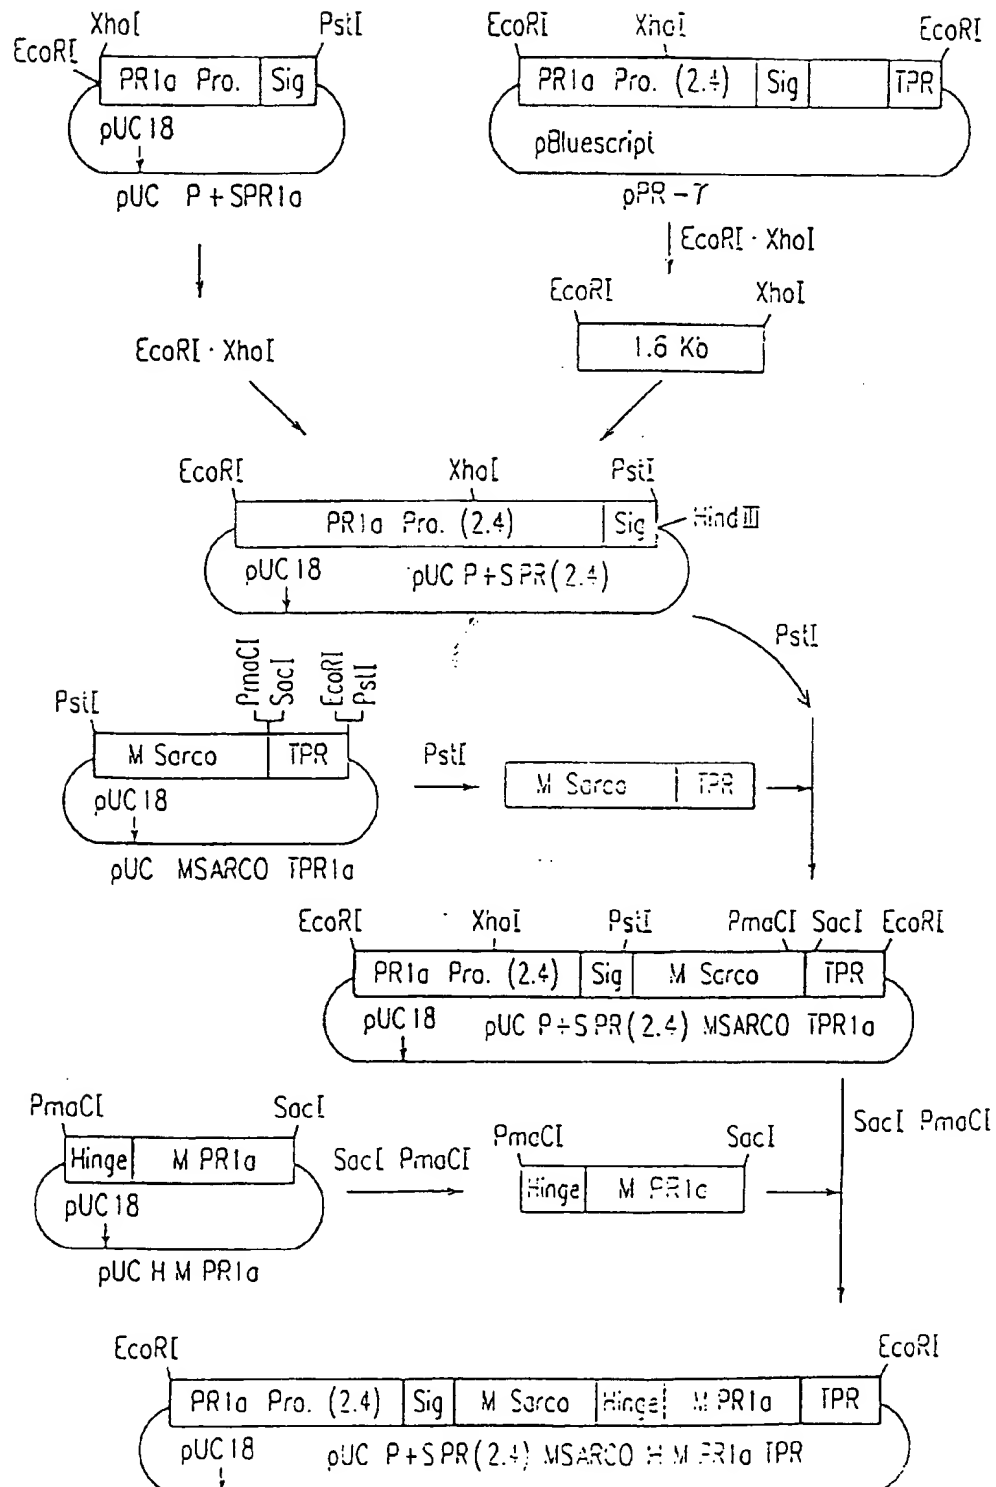 XhoI PstI
EcoRI
PR1a Pro. Sig
pUC18
pUC P+SPR1a
EcoRI XhoI EcoRI
PR1a Pro. (2.4) Sig TPR
pBluescript
pPR-γ
EcoRI · XhoI
EcoRI XhoI
1.6 Kb
EcoRI · XhoI
EcoRI XhoI PstI
PR1a Pro. (2.4) Sig HindIII
pUC18 pUC P+SPR(2.4)
PstI
PstI PmaCI SacI EcoRI PstI
M Sarco TPR
pUC18
pUC MSARCO TPR1a
PstI
M Sarco TPR
EcoRI XhoI PstI PmaCI SacI EcoRI
PR1a Pro. (2.4) Sig M Sarco TPR
pUC18 pUC P+SPR(2.4) MSARCO TPR1a
PmaCI SacI
Hinge M PR1a
pUC18
pUC H M PR1a
SacI PmaCI
PmaCI SacI
Hinge M PR1a
SacI PmaCI
EcoRI EcoRI
PR1a Pro. (2.4) Sig M Sarco Hinge M PR1a TPR
pUC18 pUC P+SPR(2.4) MSARCO H M PR1a TPR